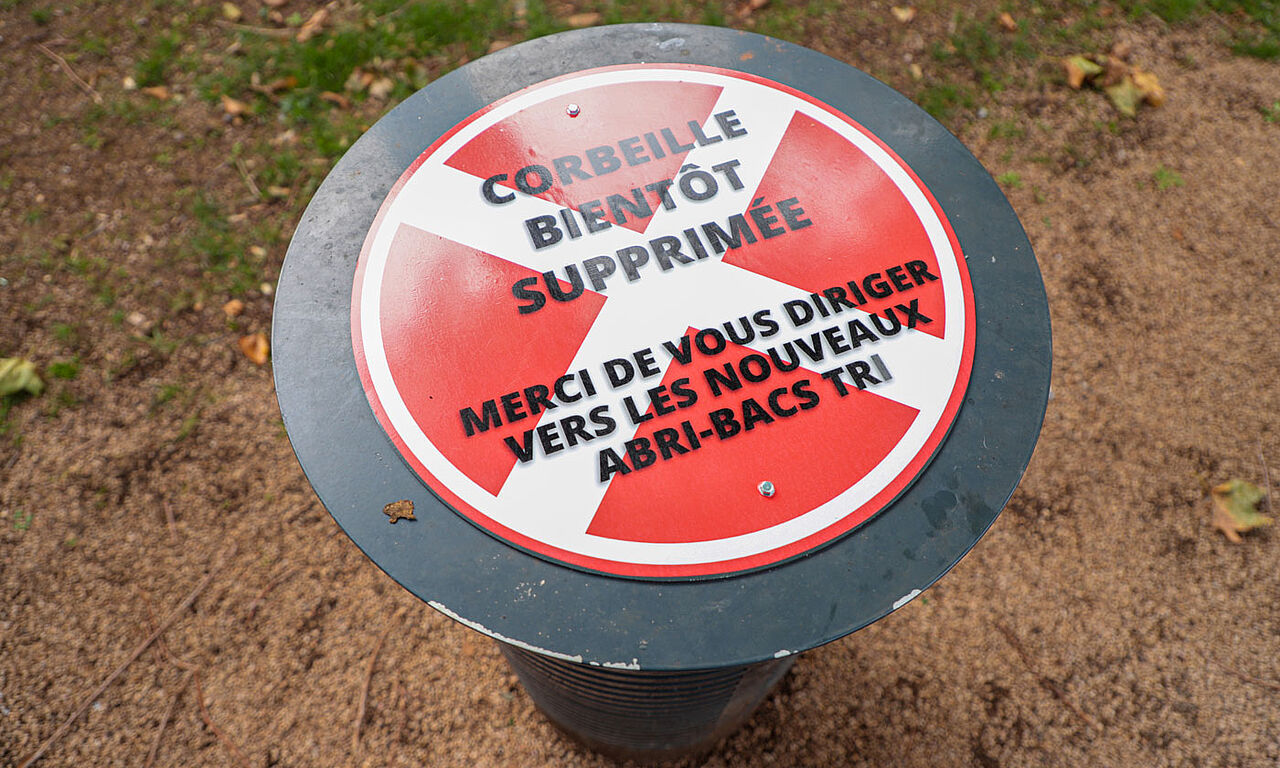 CORBEILLE
BIENTÔT
SUPPRIMÉE
MERCI DE VOUS DIRIGER
VERS LES NOUVEAUX
ABRI-BACS TRI